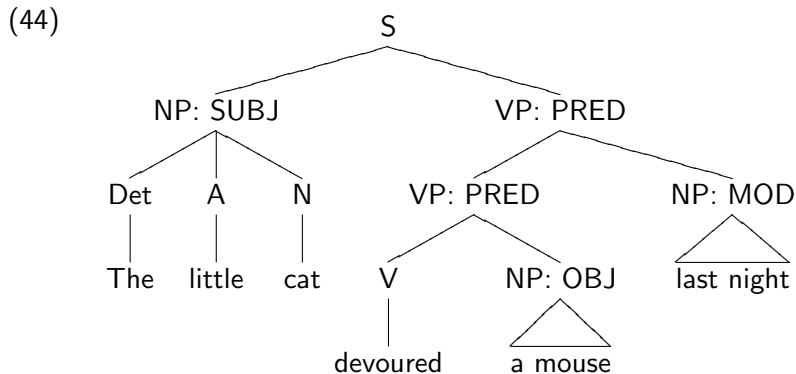 (44) S
NP: SUBJ VP: PRED
Det A N VP: PRED NP: MOD
The little cat V NP: OBJ last night
devoured a mouse